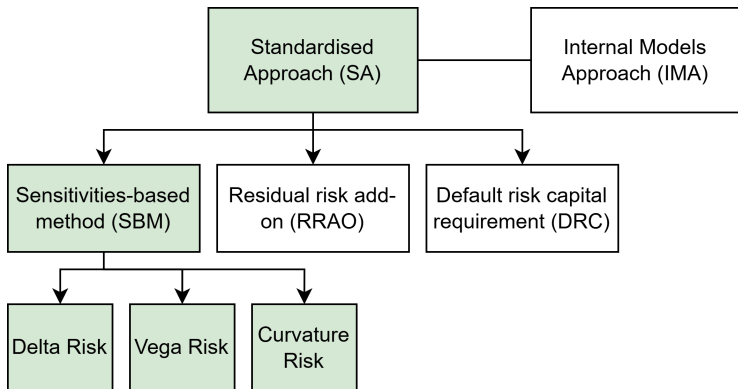 Standardised
Approach (SA)
Internal Models
Approach (IMA)
Sensitivities-based
method (SBM)
Residual risk add-
on (RRAO)
Default risk capital
requirement (DRC)
Delta Risk
Vega Risk
Curvature
Risk